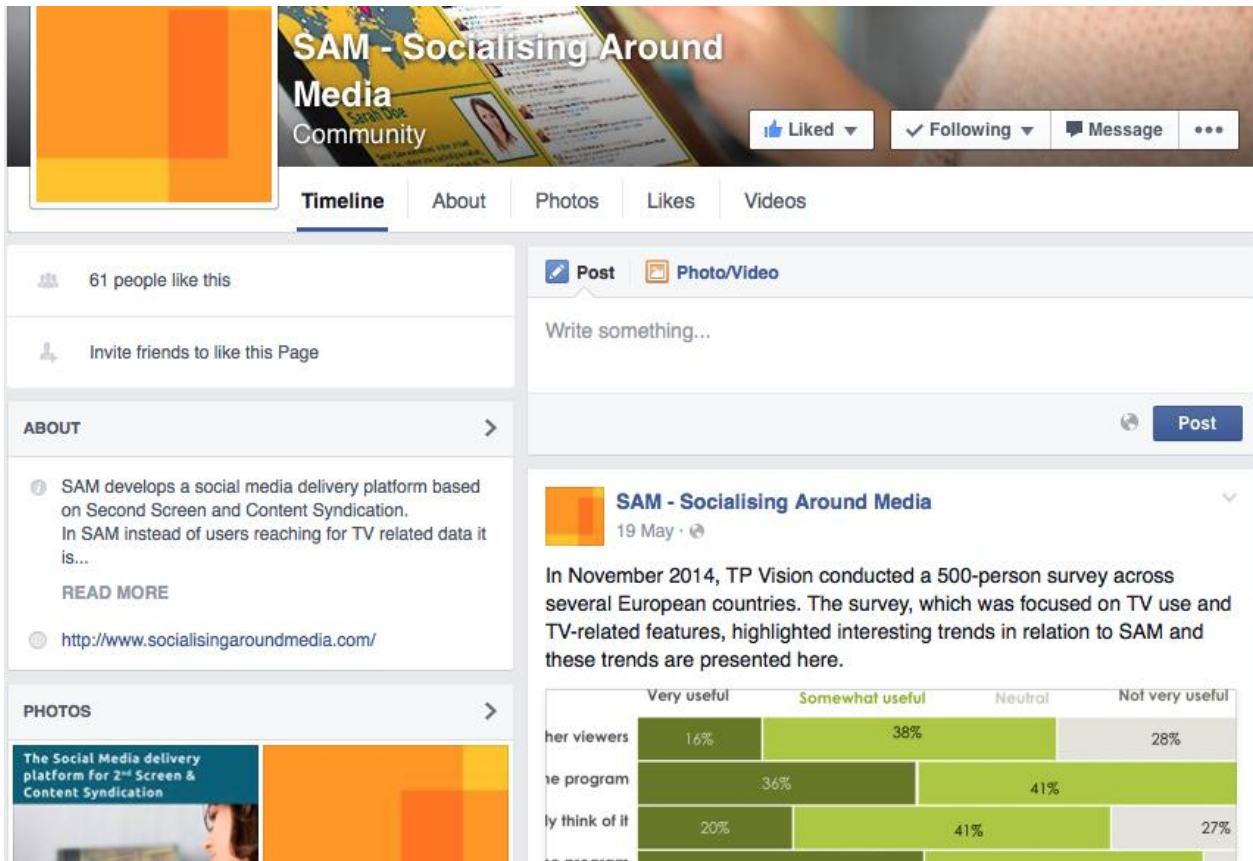 SAM - Socialising Around
Media
Community
Sarah Doe
Liked
Following
Message
Timeline
About
Photos
Likes
Videos
61 people like this
Invite friends to like this Page
ABOUT
SAM develops a social media delivery platform based
on Second Screen and Content Syndication.
In SAM instead of users reaching for TV related data it
is...
READ MORE
http://www.socialisingaroundmedia.com/
PHOTOS
The Social Media delivery
platform for 2nd Screen &
Content Syndication
Post
Photo/Video
Write something...
Post
SAM - Socialising Around Media
19 May ·
In November 2014, TP Vision conducted a 500-person survey across
several European countries. The survey, which was focused on TV use and
TV-related features, highlighted interesting trends in relation to SAM and
these trends are presented here.
Very useful Somewhat useful Neutral Not very useful
her viewers 16% 38% 28%
e program 36% 41%
ly think of it 20% 41% 27%